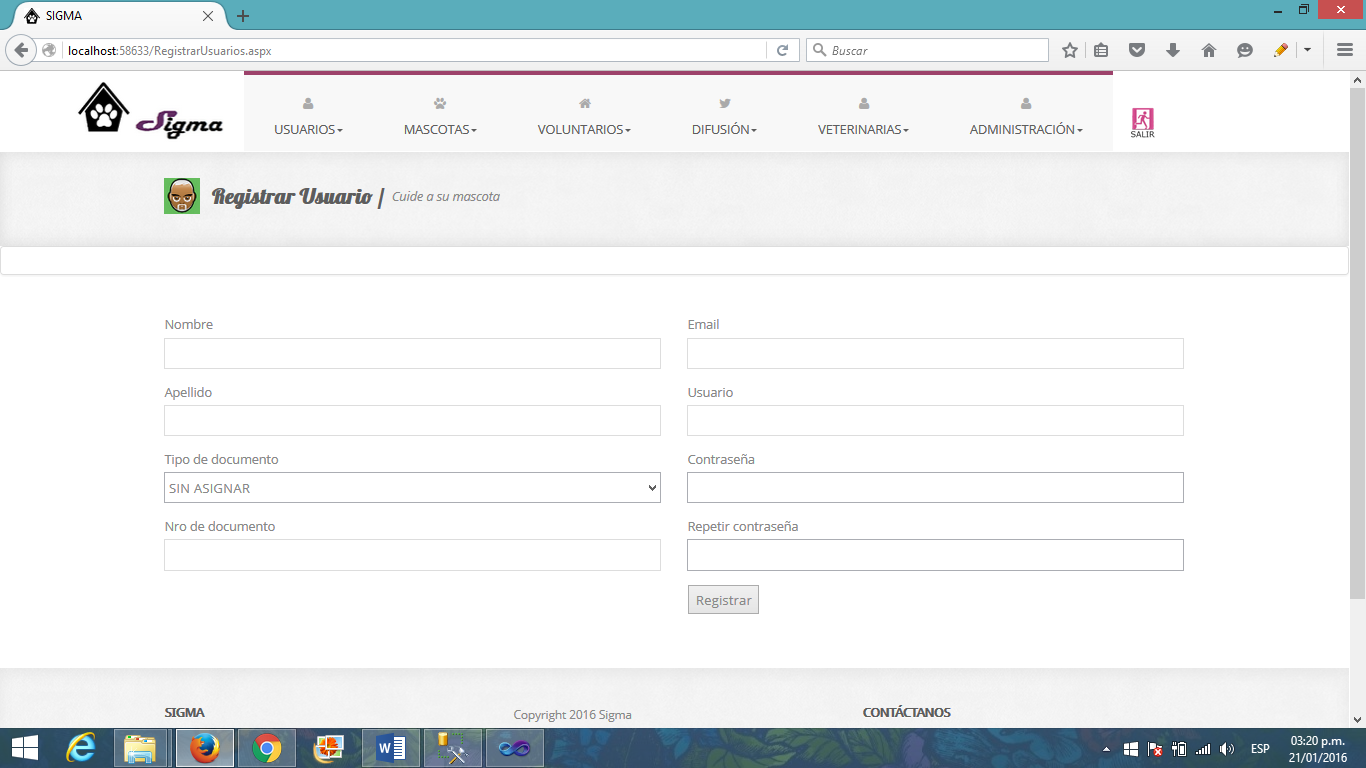 SIGMA
localhost:58633/RegistrarUsuarios.aspx
Buscar
Sigma
USUARIOS
MASCOTAS
VOLUNTARIOS
DIFUSIÓN
VETERINARIAS
ADMINISTRACIÓN
SALIR
Registrar Usuario | Cuide a su mascota
Nombre
Email
Apellido
Usuario
Tipo de documento
Contraseña
SIN ASIGNAR
Nro de documento
Repetir contraseña
Registrar
SIGMA
Copyright 2016 Sigma
CONTÁCTANOS
ESP
03:20 p.m.
21/01/2016